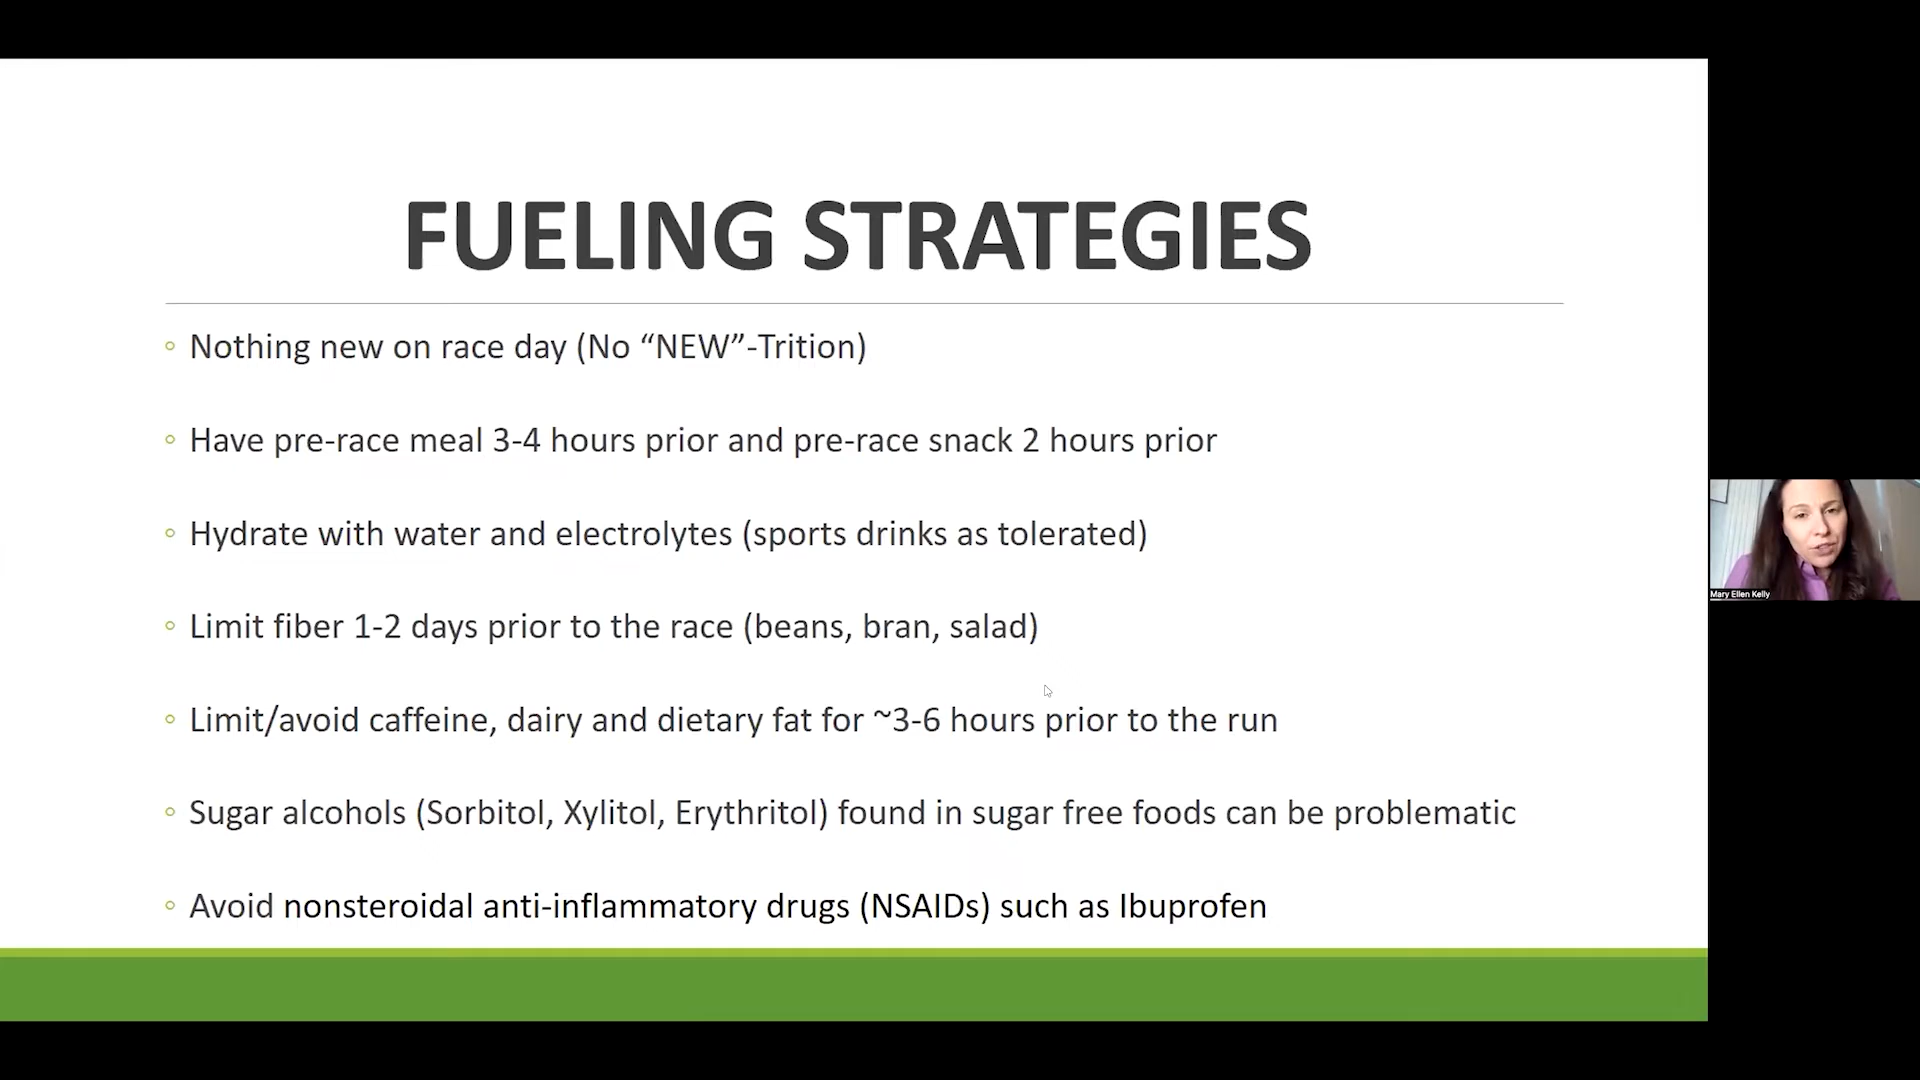 FUELING STRATEGIES
◦ Nothing new on race day (No “NEW”-Trition)
◦ Have pre-race meal 3-4 hours prior and pre-race snack 2 hours prior
◦ Hydrate with water and electrolytes (sports drinks as tolerated)
◦ Limit fiber 1-2 days prior to the race (beans, bran, salad)
◦ Limit/avoid caffeine, dairy and dietary fat for ~3-6 hours prior to the run
◦ Sugar alcohols (Sorbitol, Xylitol, Erythritol) found in sugar free foods can be problematic
◦ Avoid nonsteroidal anti-inflammatory drugs (NSAIDs) such as Ibuprofen
Mary Ellen Kelly